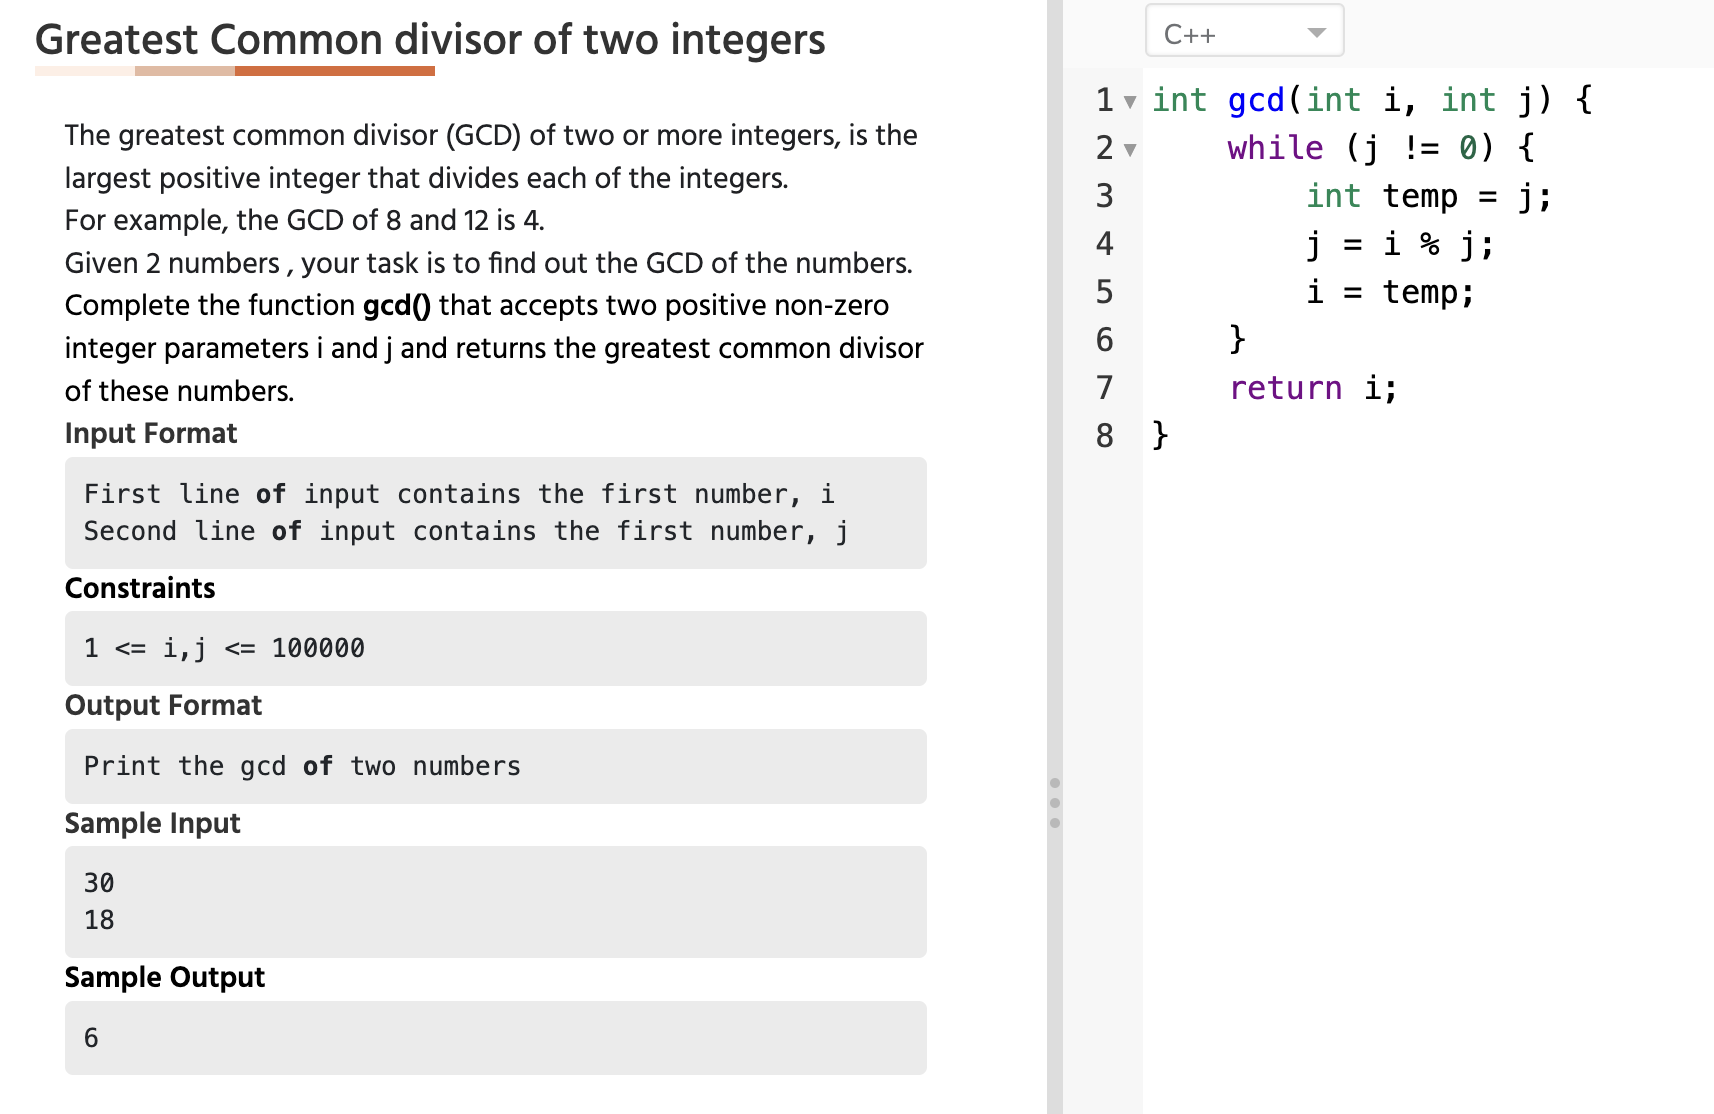 Greatest Common divisor of two integers
The greatest common divisor (GCD) of two or more integers, is the
largest positive integer that divides each of the integers.
For example, the GCD of 8 and 12 is 4.
Given 2 numbers , your task is to find out the GCD of the numbers.
Complete the function gcd() that accepts two positive non-zero
integer parameters i and j and returns the greatest common divisor
of these numbers.
Input Format
First line of input contains the first number, i
Second line of input contains the first number, j
Constraints
1 <= i,j <= 100000
Output Format
Print the gcd of two numbers
Sample Input
30
18
Sample Output
6
C++
1 int gcd(int i, int j) {
2     while (j != 0) {
3         int temp = j;
4         j = i % j;
5         i = temp;
6     }
7     return i;
8 }